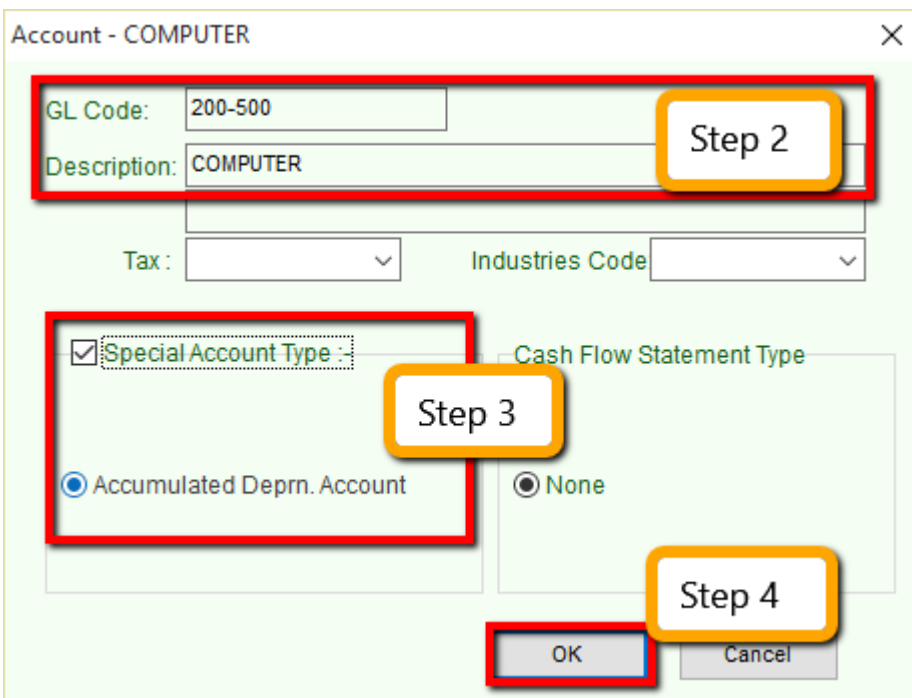 Account - COMPUTER
GL Code: 200-500
Step 2
Description: COMPUTER
Tax : Industries Code
Special Account Type :- Cash Flow Statement Type
Step 3
Accumulated Deprn. Account None
Step 4
OK Cancel